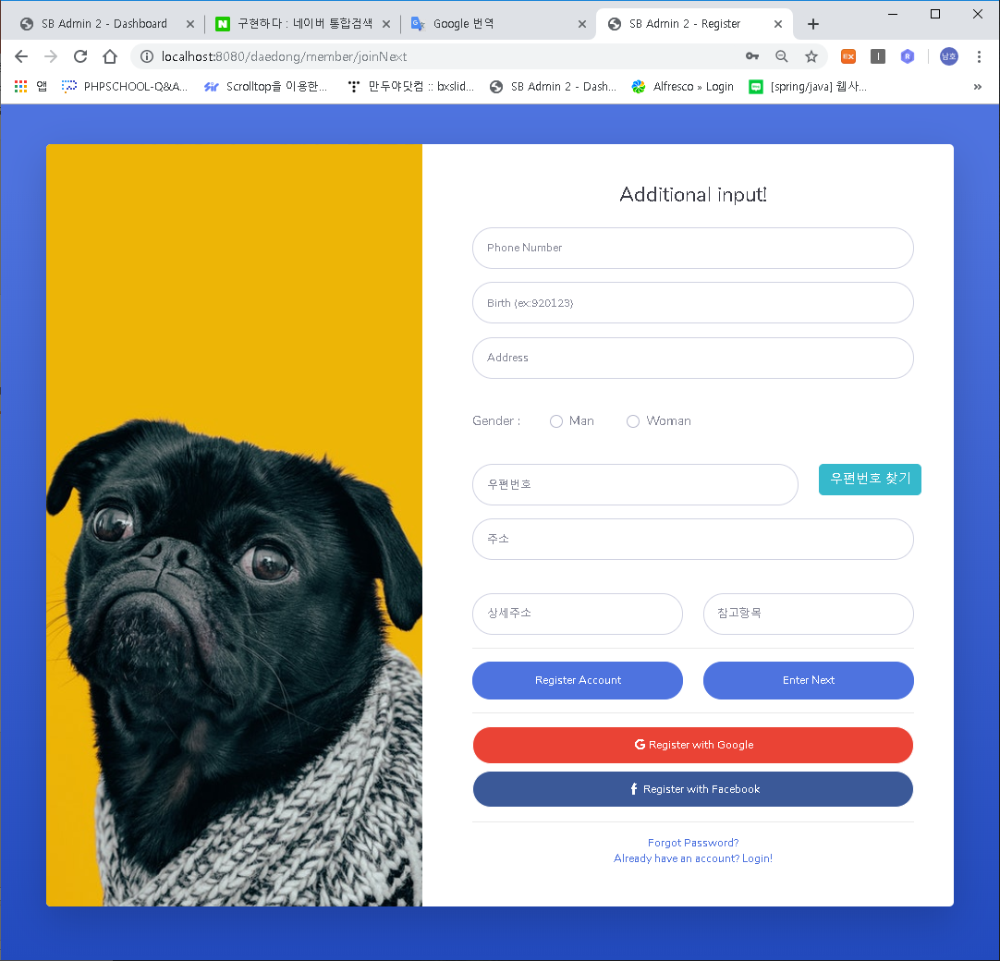 SB Admin 2 - Dashboard
구현하다 : 네이버 통합검색
Google 번역
SB Admin 2 - Register
localhost:8080/daedong/member/joinNext
EX
R
남호
앱
PHPSCHOOL-Q&A...
Scrolltop을 이용한...
만두야닷컴 :: bxslid...
SB Admin 2 - Dash...
Alfresco » Login
[spring/java] 웹사...
»
Additional input!
Phone Number
Birth (ex:920123)
Address
Gender :
Man
Woman
우편번호
우편번호 찾기
주소
상세주소
참고항목
Register Account
Enter Next
G Register with Google
f Register with Facebook
Forgot Password?
Already have an account? Login!